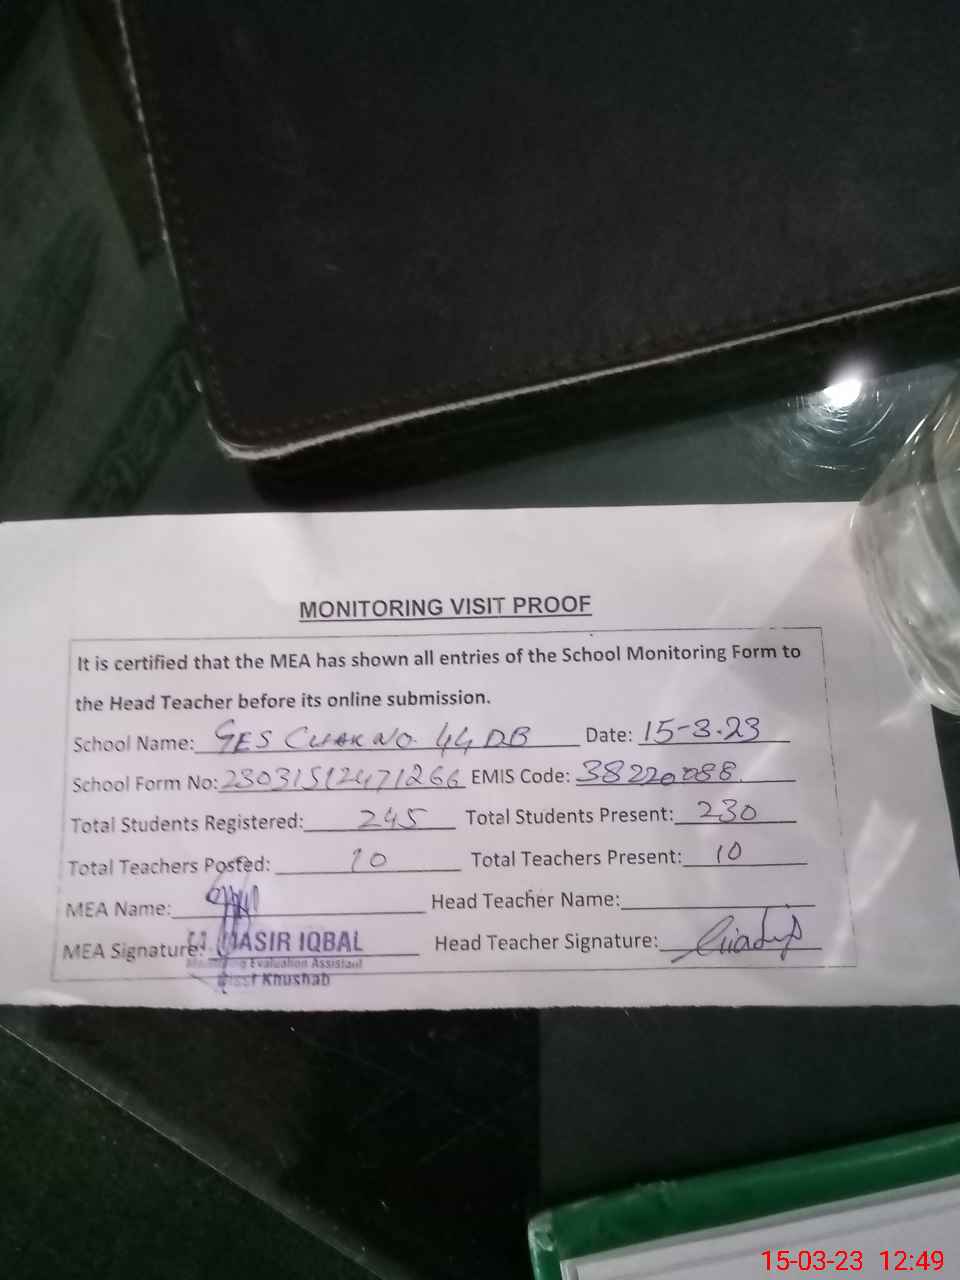 MONITORING VISIT PROOF
It is certified that the MEA has shown all entries of the School Monitoring Form to
the Head Teacher before its online submission.
School Name: GES CHAK NO. 44 DB Date: 15-3-23
School Form No: 23031512471266 EMIS Code: 38220088
Total Students Registered: 245 Total Students Present: 230
Total Teachers Posted: 10 Total Teachers Present: 10
MEA Name: Head Teacher Name:
MEA Signature: NASIR IQBAL Head Teacher Signature:
Monitoring Evaluation Assistant
Distt Khushab
15-03-23 12:49